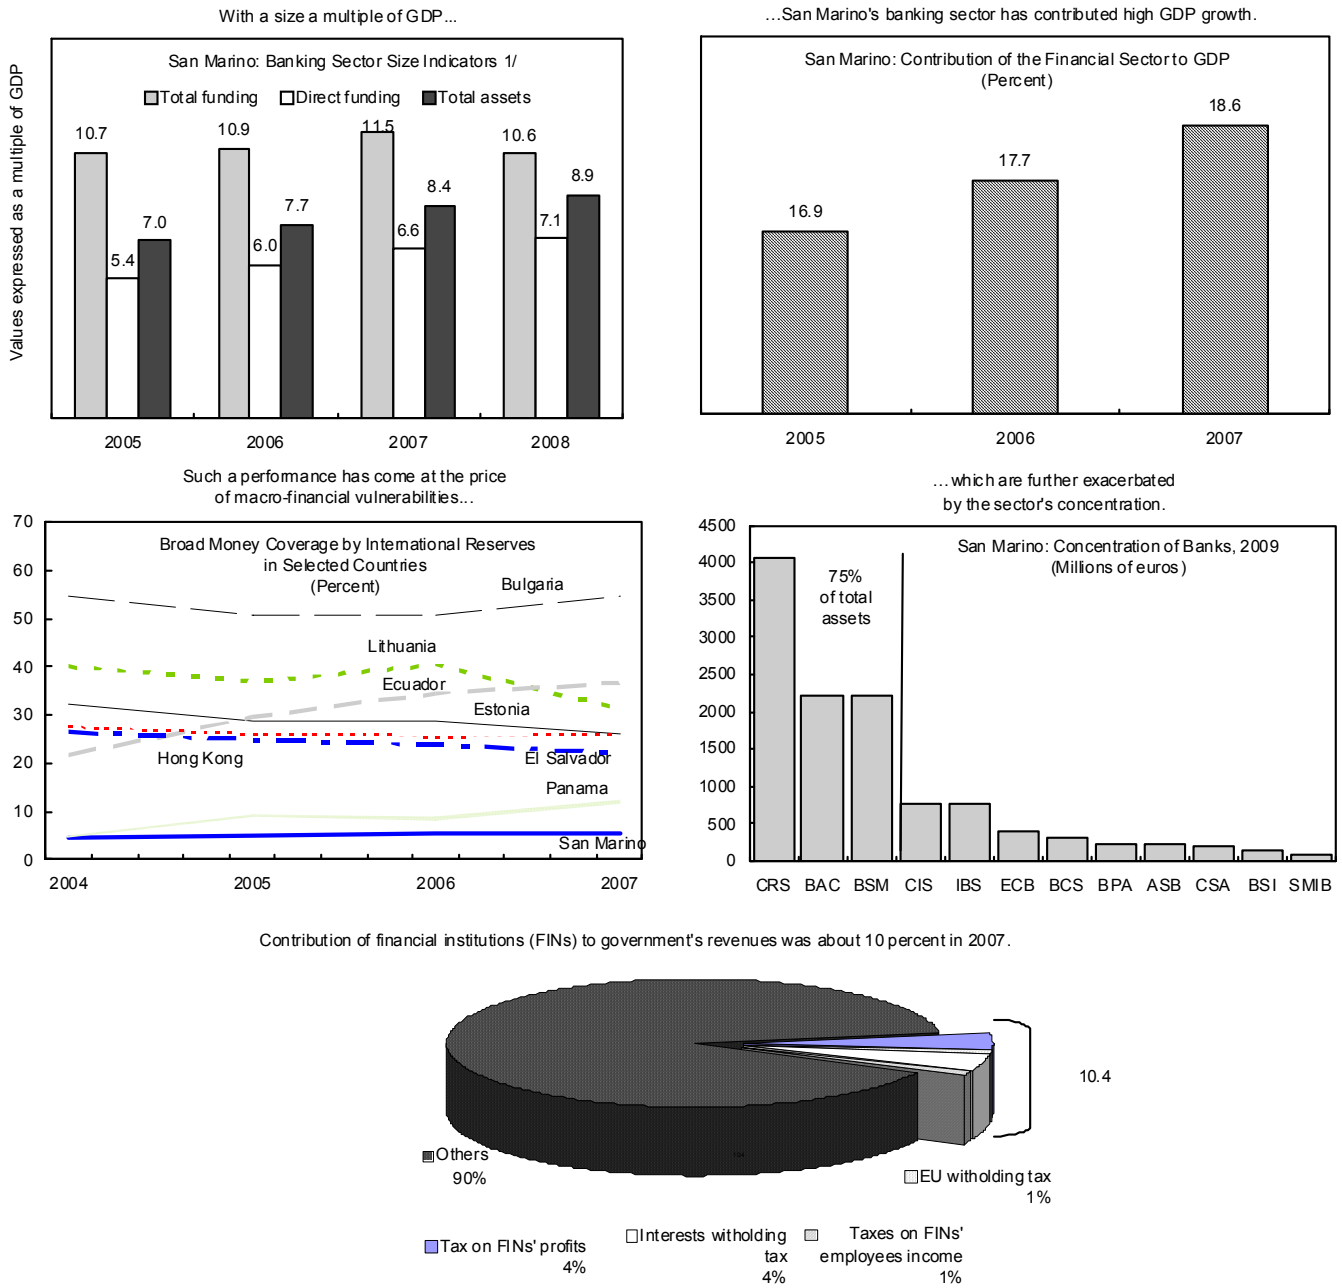 With a size a multiple of GDP...
San Marino: Banking Sector Size Indicators 1/
Total funding Direct funding Total assets
Values expressed as a multiple of GDP
10.7 10.9 11.5 10.6
7.0 7.7 8.4 8.9
5.4 6.0 6.6 7.1
2005 2006 2007 2008
...San Marino's banking sector has contributed high GDP growth.
San Marino: Contribution of the Financial Sector to GDP
(Percent)
16.9 17.7 18.6
2005 2006 2007
Such a performance has come at the price
of macro-financial vulnerabilities...
Broad Money Coverage by International Reserves
in Selected Countries
(Percent)
70
60
50
40
30
20
10
0
Bulgaria
Lithuania
Ecuador
Estonia
Hong Kong
El Salvador
Panama
San Marino
2004 2005 2006 2007
...which are further exacerbated
by the sector's concentration.
San Marino: Concentration of Banks, 2009
(Millions of euros)
75%
of total
assets
4500
4000
3500
3000
2500
2000
1500
1000
500
0
CRS BAC BSM CIS IBS ECB BCS BPA ASB CSA BSI SMIB
Contribution of financial institutions (FINs) to government's revenues was about 10 percent in 2007.
10.4
Others
90%
EU witholding tax
1%
Tax on FINs' profits
4%
Interests witholding
tax
4%
Taxes on FINs'
employees income
1%